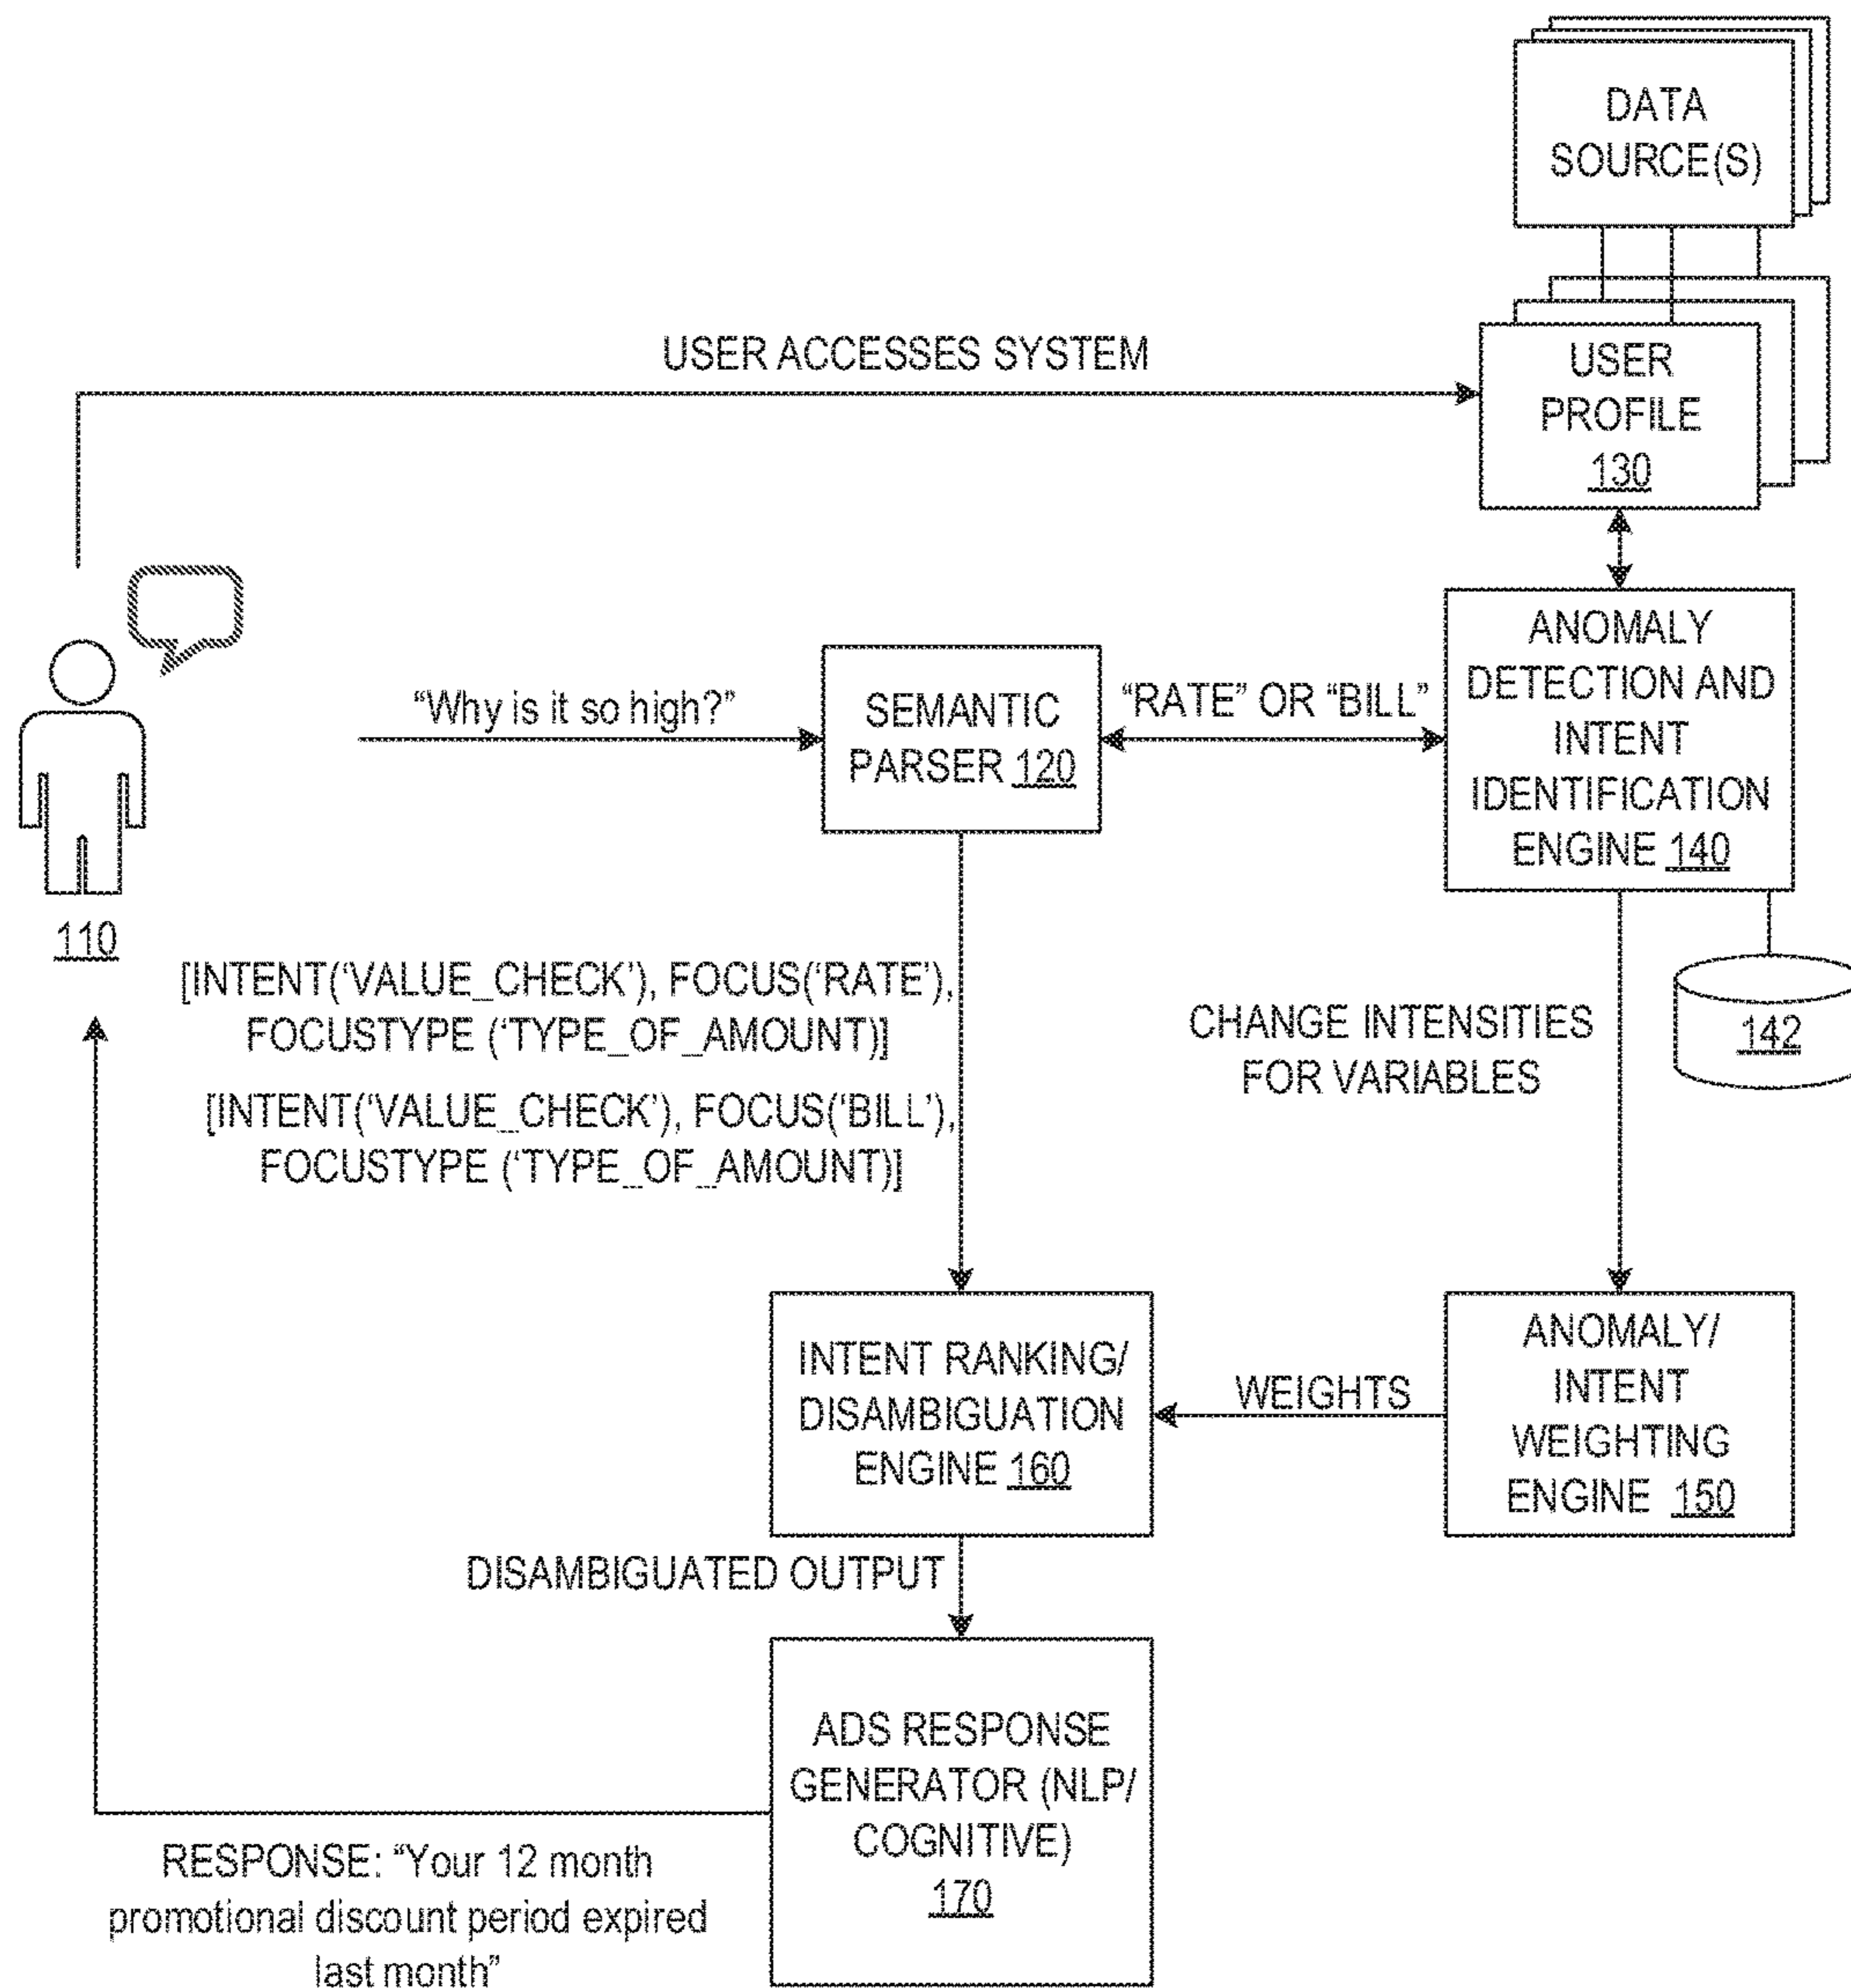 DATA
SOURCE(S)
USER ACCESSES SYSTEM
USER
PROFILE
130
"Why is it so high?"
SEMANTIC
PARSER 120
“RATE” OR “BILL”
ANOMALY
DETECTION AND
INTENT
IDENTIFICATION
ENGINE 140
110
[INTENT(‘VALUE_CHECK’), FOCUS(‘RATE’),
FOCUSTYPE (‘TYPE_OF_AMOUNT)]
[INTENT(‘VALUE_CHECK’), FOCUS(‘BILL’),
FOCUSTYPE (‘TYPE_OF_AMOUNT)]
CHANGE INTENSITIES
FOR VARIABLES
142
INTENT RANKING/
DISAMBIGUATION
ENGINE 160
WEIGHTS
ANOMALY/
INTENT
WEIGHTING
ENGINE 150
DISAMBIGUATED OUTPUT
ADS RESPONSE
GENERATOR (NLP/
COGNITIVE)
170
RESPONSE: “Your 12 month
promotional discount period expired
last month”